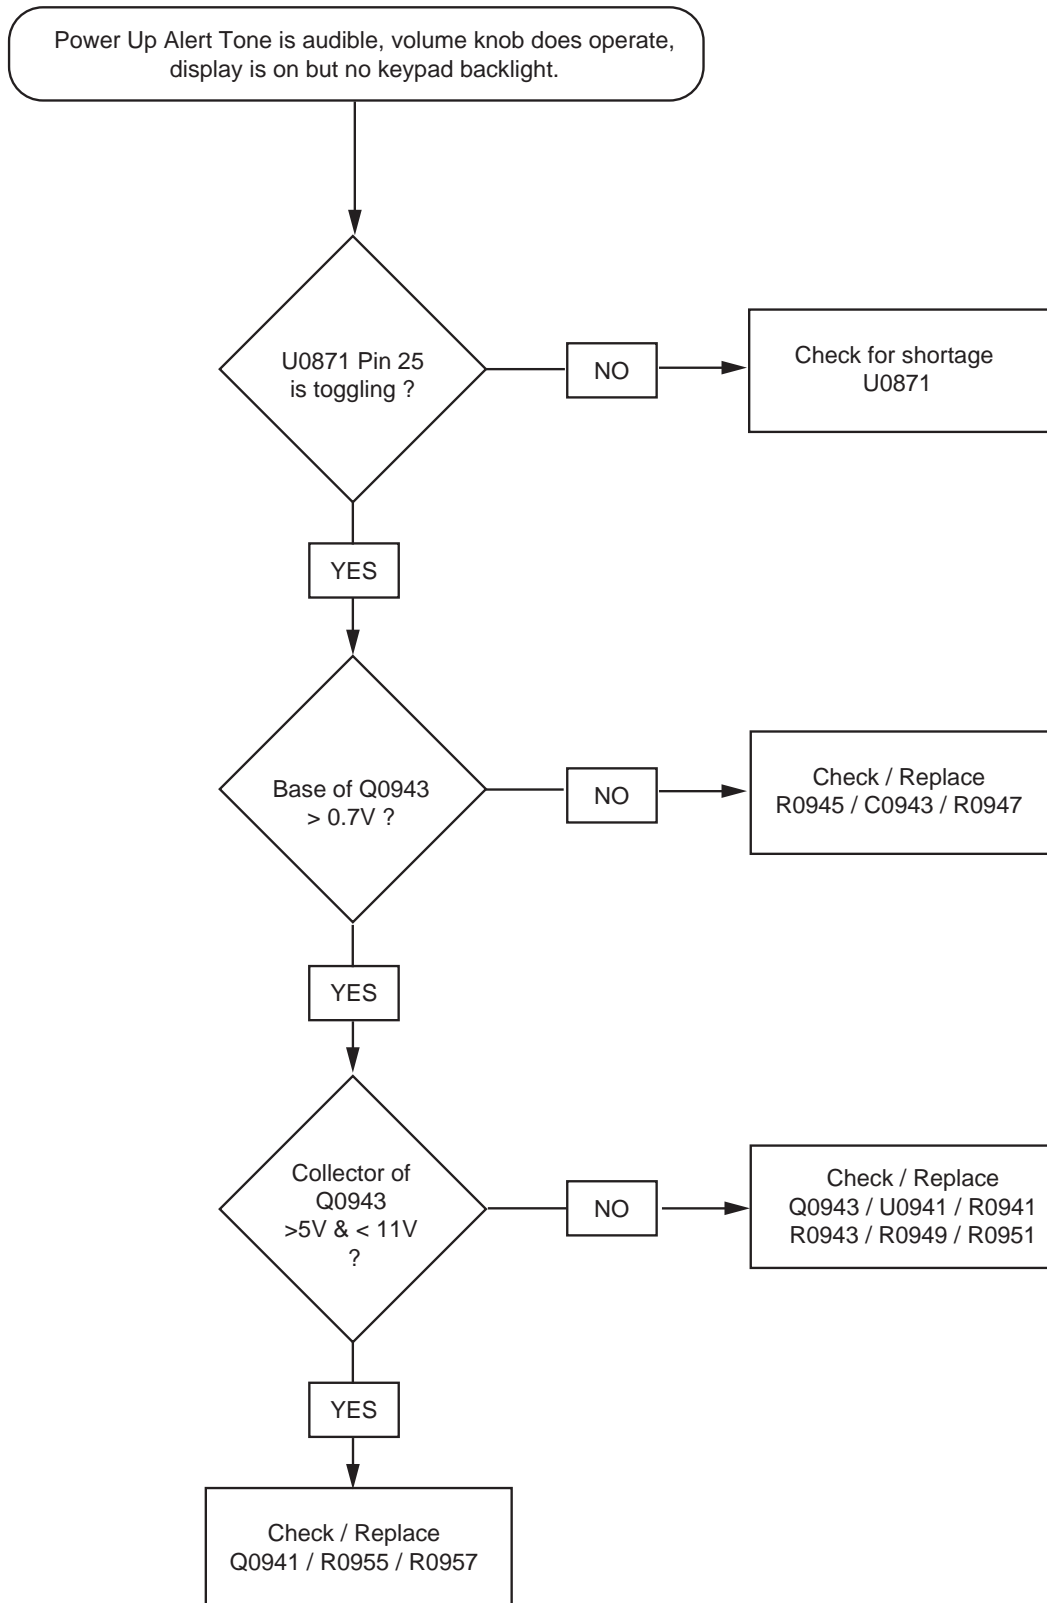 Power Up Alert Tone is audible, volume knob does operate,
display is on but no keypad backlight.
U0871 Pin 25
is toggling ?
NO
Check for shortage
U0871
YES
Base of Q0943
> 0.7V ?
NO
Check / Replace
R0945 / C0943 / R0947
YES
Collector of
Q0943
>5V & < 11V
?
NO
Check / Replace
Q0943 / U0941 / R0941
R0943 / R0949 / R0951
YES
Check / Replace
Q0941 / R0955 / R0957